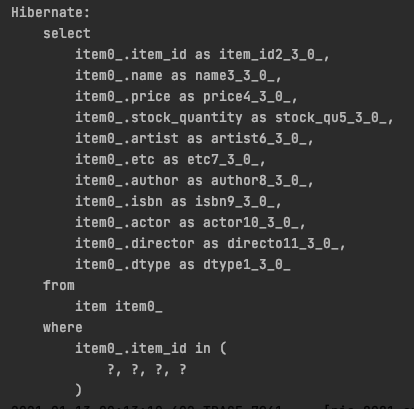 Hibernate:
select
item0_.item_id as item_id2_3_0_,
item0_.name as name3_3_0_,
item0_.price as price4_3_0_,
item0_.stock_quantity as stock_qu5_3_0_,
item0_.artist as artist6_3_0_,
item0_.etc as etc7_3_0_,
item0_.author as author8_3_0_,
item0_.isbn as isbn9_3_0_,
item0_.actor as actor10_3_0_,
item0_.director as directo11_3_0_,
item0_.dtype as dtype1_3_0_
from
item item0_
where
item0_.item_id in (
?, ?, ?, ?
)